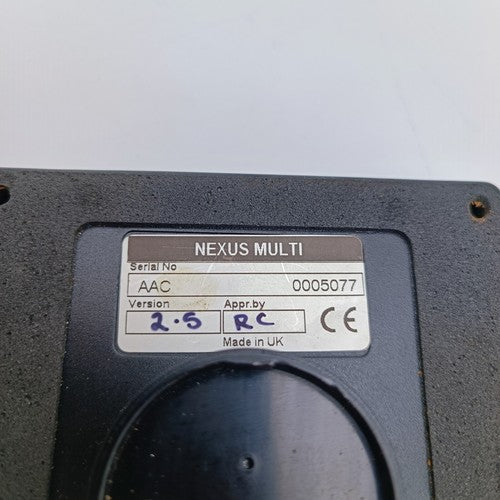 NEXUS MULTI
Serial No
AAC 0005077
Version Appr.by
2.5 RC CE
Made in UK